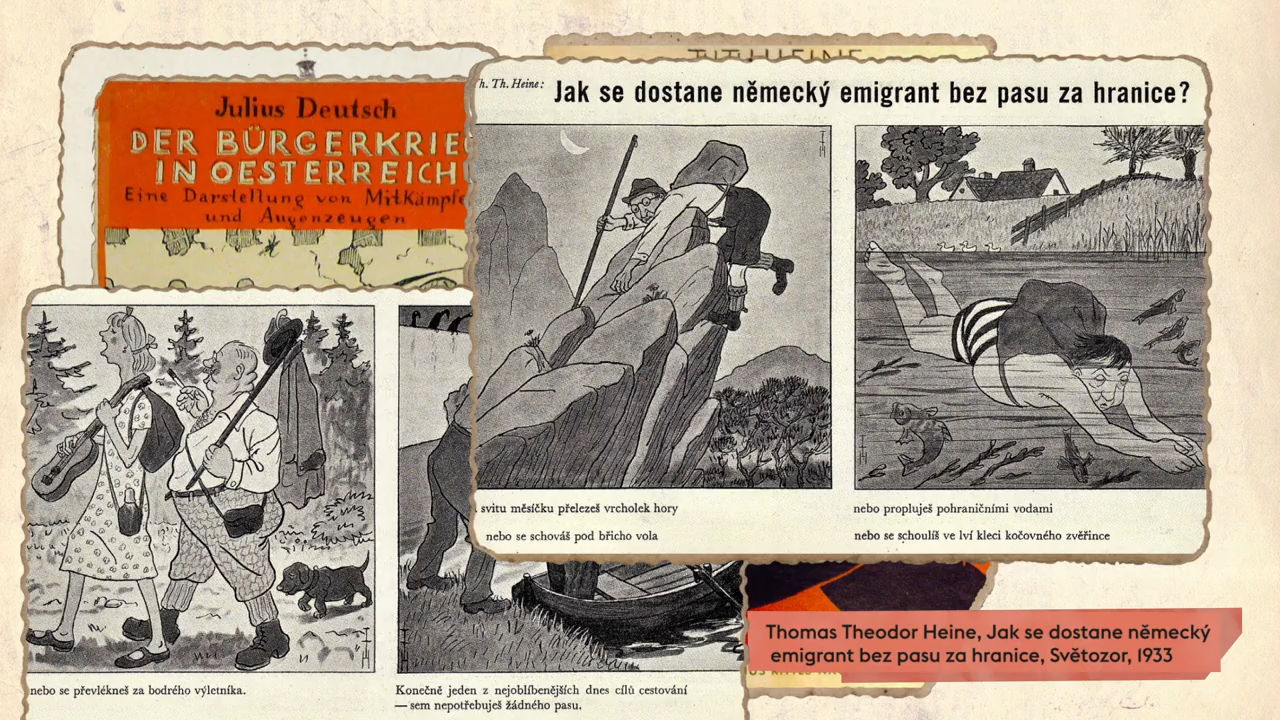 Julius Deutsch
DER BÜRGERKRIE
IN OESTERREICH
Eine Darstellung von Mitkämpfe
und Augenzeugen
Th. Th. Heine:
Jak se dostane německý emigrant bez pasu za hranice?
svitu měsíčku přelezeš vrcholek hory
nebo propluješ pohraničními vodami
nebo se schováš pod břicho vola
nebo se schoulíš ve lví kleci kočovného zvěřince
nebo se převlékneš za bodrého výletníka.
Konečně jeden z nejoblíbenějších dnes cílů cestování
— sem nepotřebuješ žádného pasu.
Thomas Theodor Heine, Jak se dostane německý
emigrant bez pasu za hranice, Světozor, 1933